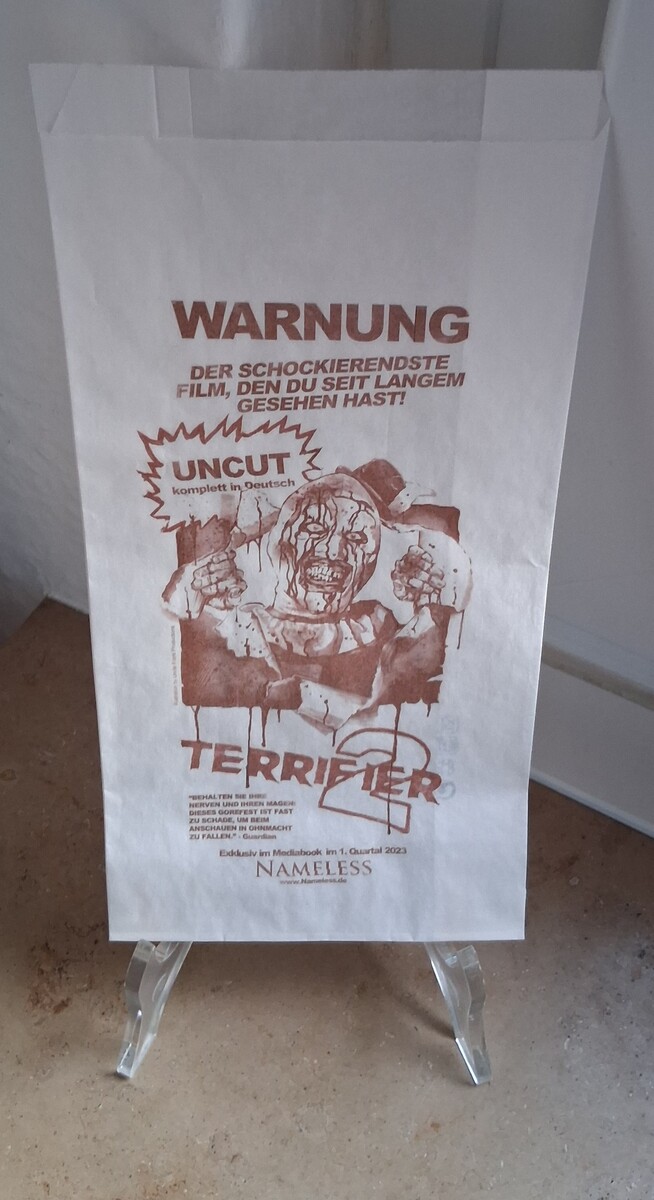 WARNUNG
DER SCHOCKIERENDSTE
FILM, DEN DU SEIT LANGEM
GESEHEN HAST!
UNCUT
komplett in Deutsch
TERRIFIER 2
"BEHALTEN SIE IHRE
NERVEN UND IHREN MAGEN!
DIESES GOREFEST IST FAST
ZU SCHADE, UM BEIM
ANSCHAUEN IN OHNMACHT
ZU FALLEN." - Guardian
Exklusiv im Mediabook im 1. Quartal 2023
NAMELESS
www.Nameless.de